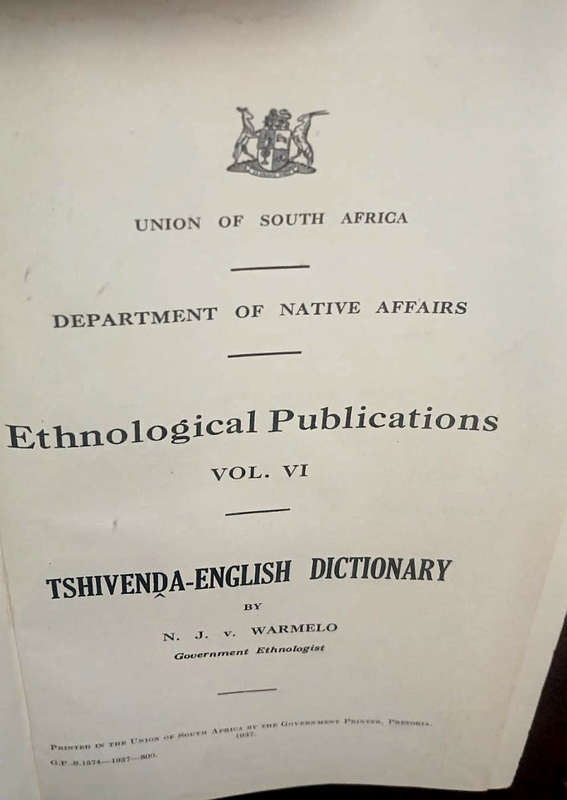 UNION OF SOUTH AFRICA
DEPARTMENT OF NATIVE AFFAIRS
Ethnological Publications
VOL. VI
TSHIVENḒA-ENGLISH DICTIONARY
BY
N. J. v. WARMELO
Government Ethnologist
PRINTED IN THE UNION OF SOUTH AFRICA BY THE GOVERNMENT PRINTER, PRETORIA.
1937.
G.P.-S.1574—1937—800.